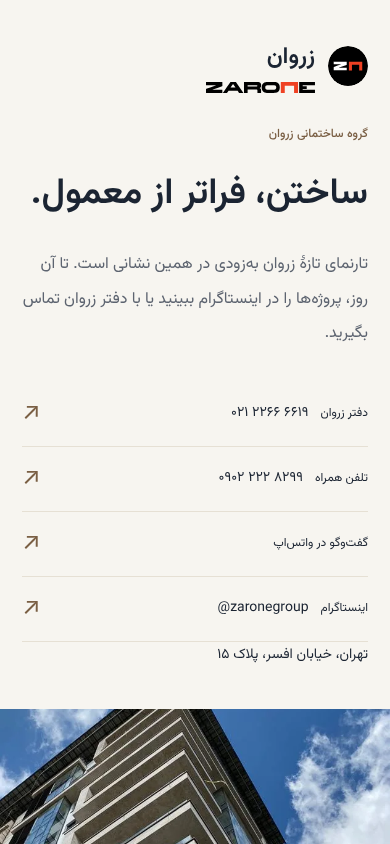 زروان
ZARONE
گروه ساختمانی زروان
ساختن، فراتر از معمول.
تارنمای تازهٔ زروان به‌زودی در همین نشانی است. تا آن
روز، پروژه‌ها را در اینستاگرام ببینید یا با دفتر زروان تماس
بگیرید.
دفتر زروان ۰۲۱ ۲۲۶۶ ۶۶۱۹
تلفن همراه ۰۹۰۲ ۲۲۲ ۸۲۹۹
گفت‌وگو در واتس‌اپ
اینستاگرام @zaronegroup
تهران، خیابان افسر، پلاک ۱۵